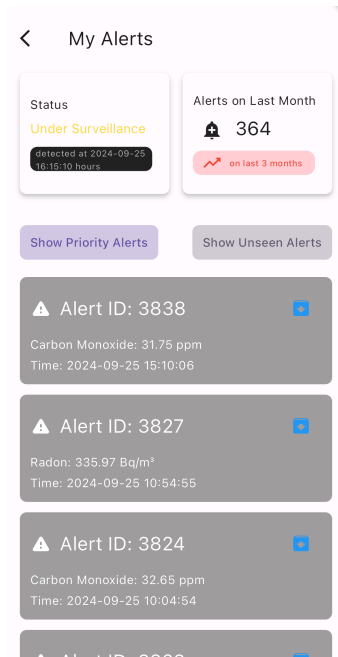 My Alerts
Status
Under Surveillance
detected at 2024-09-25
16:15:10 hours
Alerts on Last Month
364
on last 3 months
Show Priority Alerts
Show Unseen Alerts
Alert ID: 3838
Carbon Monoxide: 31.75 ppm
Time: 2024-09-25 15:10:06
Alert ID: 3827
Radon: 335.97 Bq/m³
Time: 2024-09-25 10:54:55
Alert ID: 3824
Carbon Monoxide: 32.65 ppm
Time: 2024-09-25 10:04:54